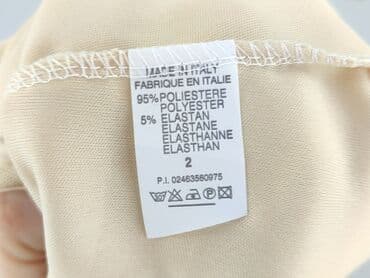 MADE IN ITALY
FABRIQUE EN ITALIE
95% POLIESTERE
POLYESTER
5% ELASTAN
ELASTANE
ELASTHANNE
ELASTHAN
2
P.I. 02463560975